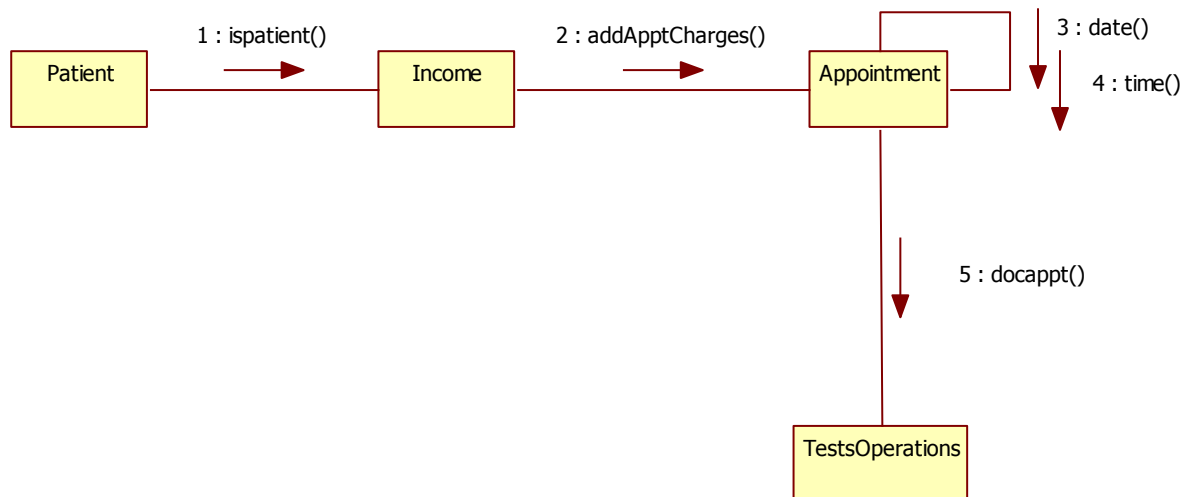 1 : ispatient()
2 : addApptCharges()
3 : date()
Patient
Income
Appointment
4 : time()
5 : docappt()
TestsOperations